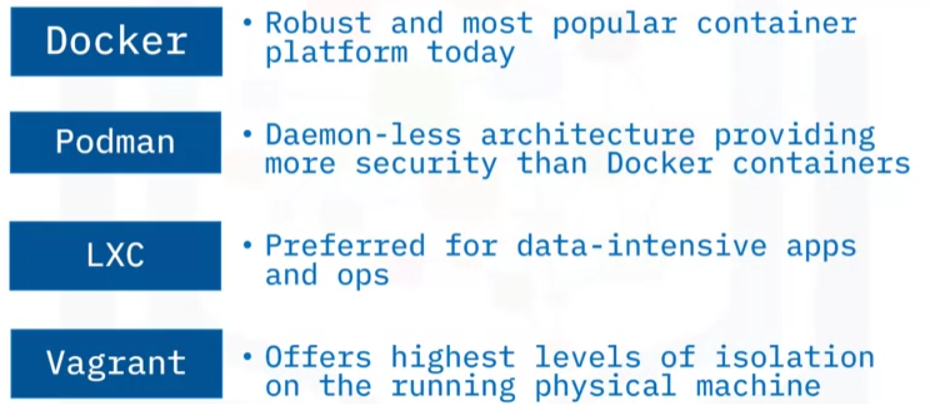 Docker
• Robust and most popular container
platform today
Podman
• Daemon-less architecture providing
more security than Docker containers
LXC
• Preferred for data-intensive apps
and ops
Vagrant
• Offers highest levels of isolation
on the running physical machine